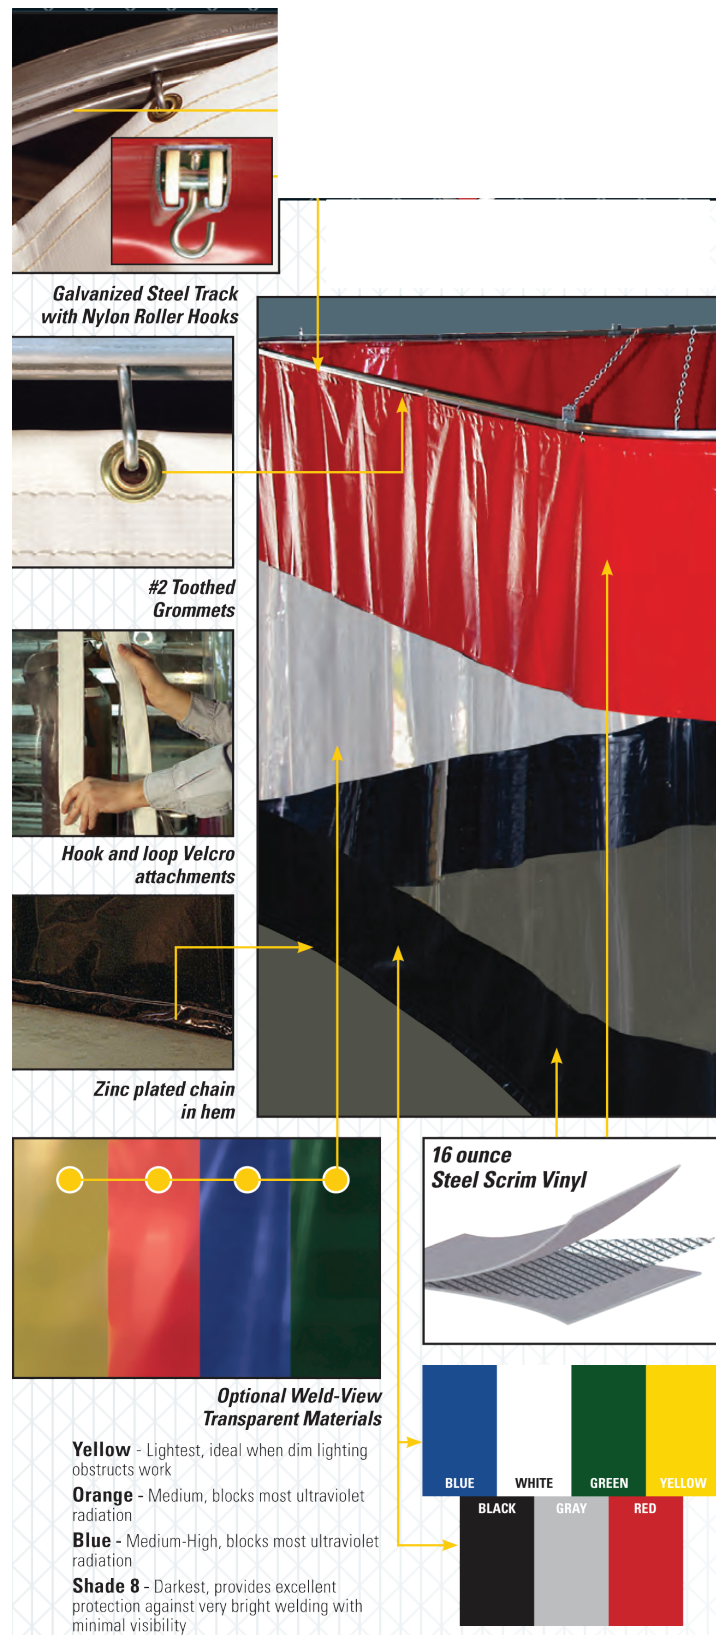 Galvanized Steel Track
with Nylon Roller Hooks
#2 Toothed
Grommets
Hook and loop Velcro
attachments
Zinc plated chain
in hem
16 ounce
Steel Scrim Vinyl
Optional Weld-View
Transparent Materials
Yellow - Lightest, ideal when dim lighting
obstructs work
Orange - Medium, blocks most ultraviolet
radiation
Blue - Medium-High, blocks most ultraviolet
radiation
Shade 8 - Darkest, provides excellent
protection against very bright welding with
minimal visibility
BLUE
WHITE
GREEN
YELLOW
BLACK
GRAY
RED